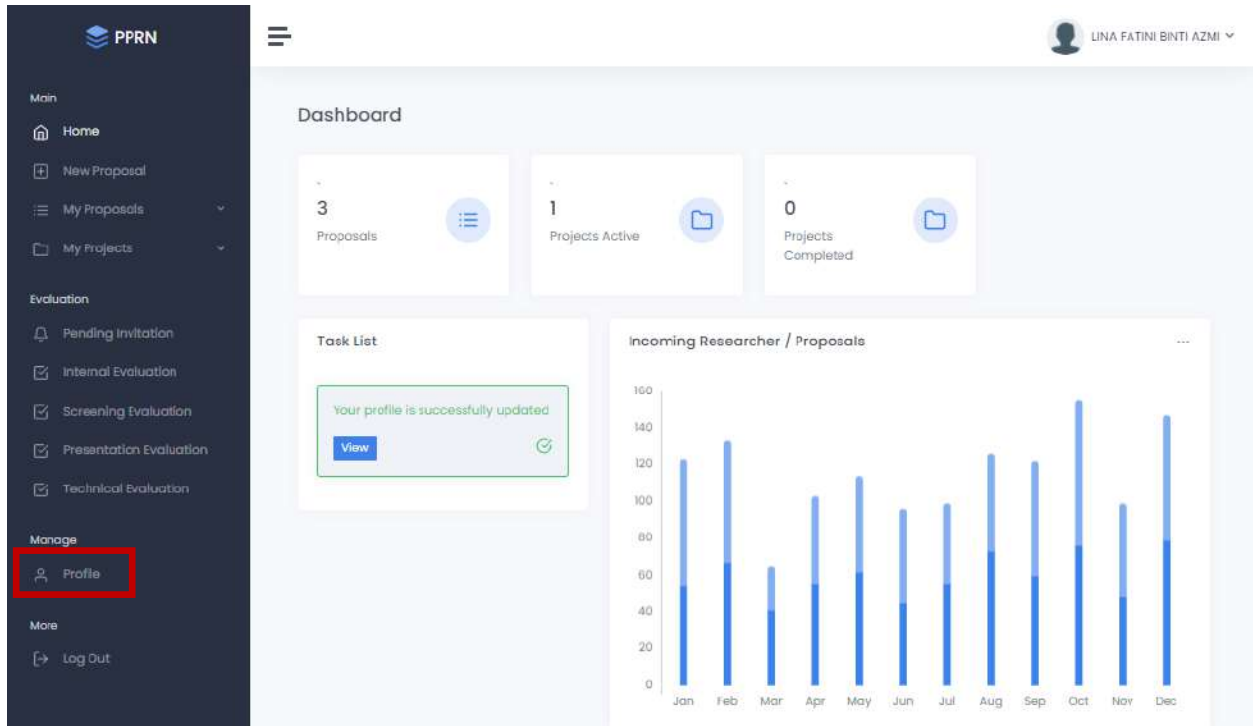 PPRN
LINA FATINI BINTI AZMI
Main
Home
New Proposal
My Proposals
My Projects
Evaluation
Pending Invitation
Internal Evaluation
Screening Evaluation
Presentation Evaluation
Technical Evaluation
Manage
Profile
More
Log Out
Dashboard
3
Proposals
1
Projects Active
0
Projects
Completed
Task List
Your profile is successfully updated
View
Incoming Researcher / Proposals
160
140
120
100
80
60
40
20
0
Jan Feb Mar Apr May Jun Jul Aug Sep Oct Nov Dec